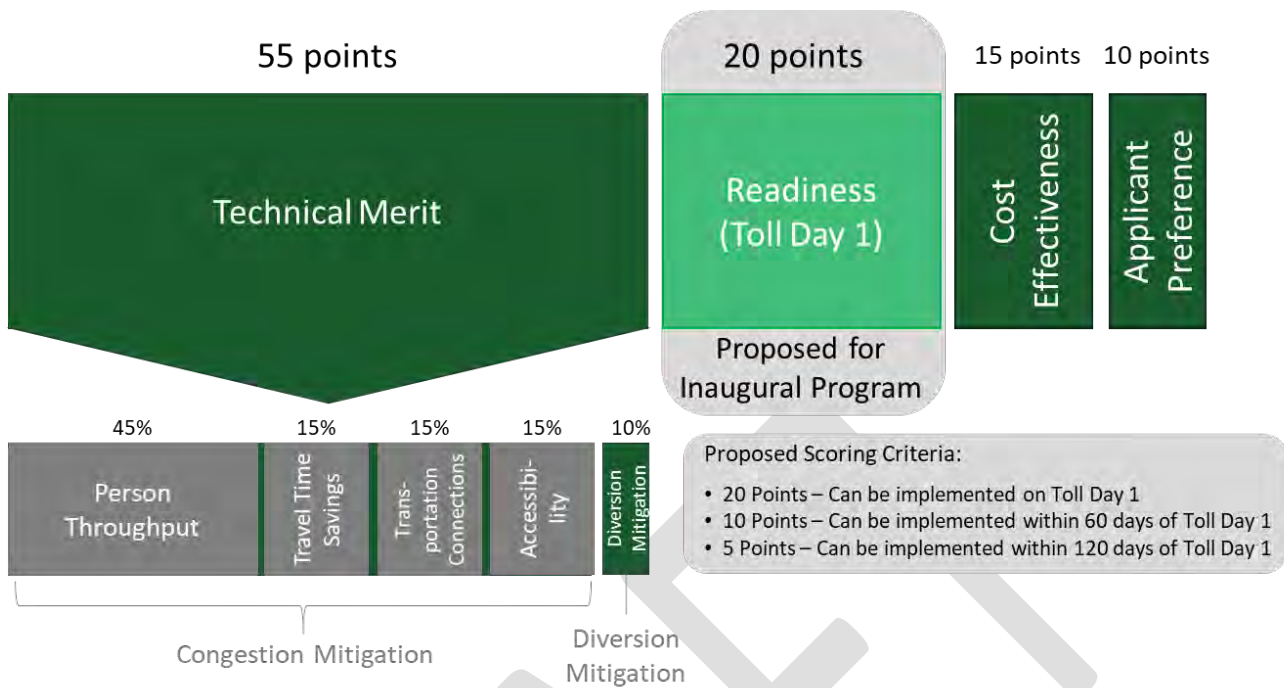 55 points
20 points
15 points
10 points
Technical Merit
Readiness
(Toll Day 1)
Cost
Effectiveness
Applicant
Preference
Proposed for
Inaugural Program
45%
15%
15%
15%
10%
Person
Throughput
Travel Time
Savings
Trans-
portation
Connections
Accessibi-
lity
Diversion
Mitigation
Proposed Scoring Criteria:
• 20 Points – Can be implemented on Toll Day 1
• 10 Points – Can be implemented within 60 days of Toll Day 1
• 5 Points – Can be implemented within 120 days of Toll Day 1
Congestion Mitigation
Diversion
Mitigation